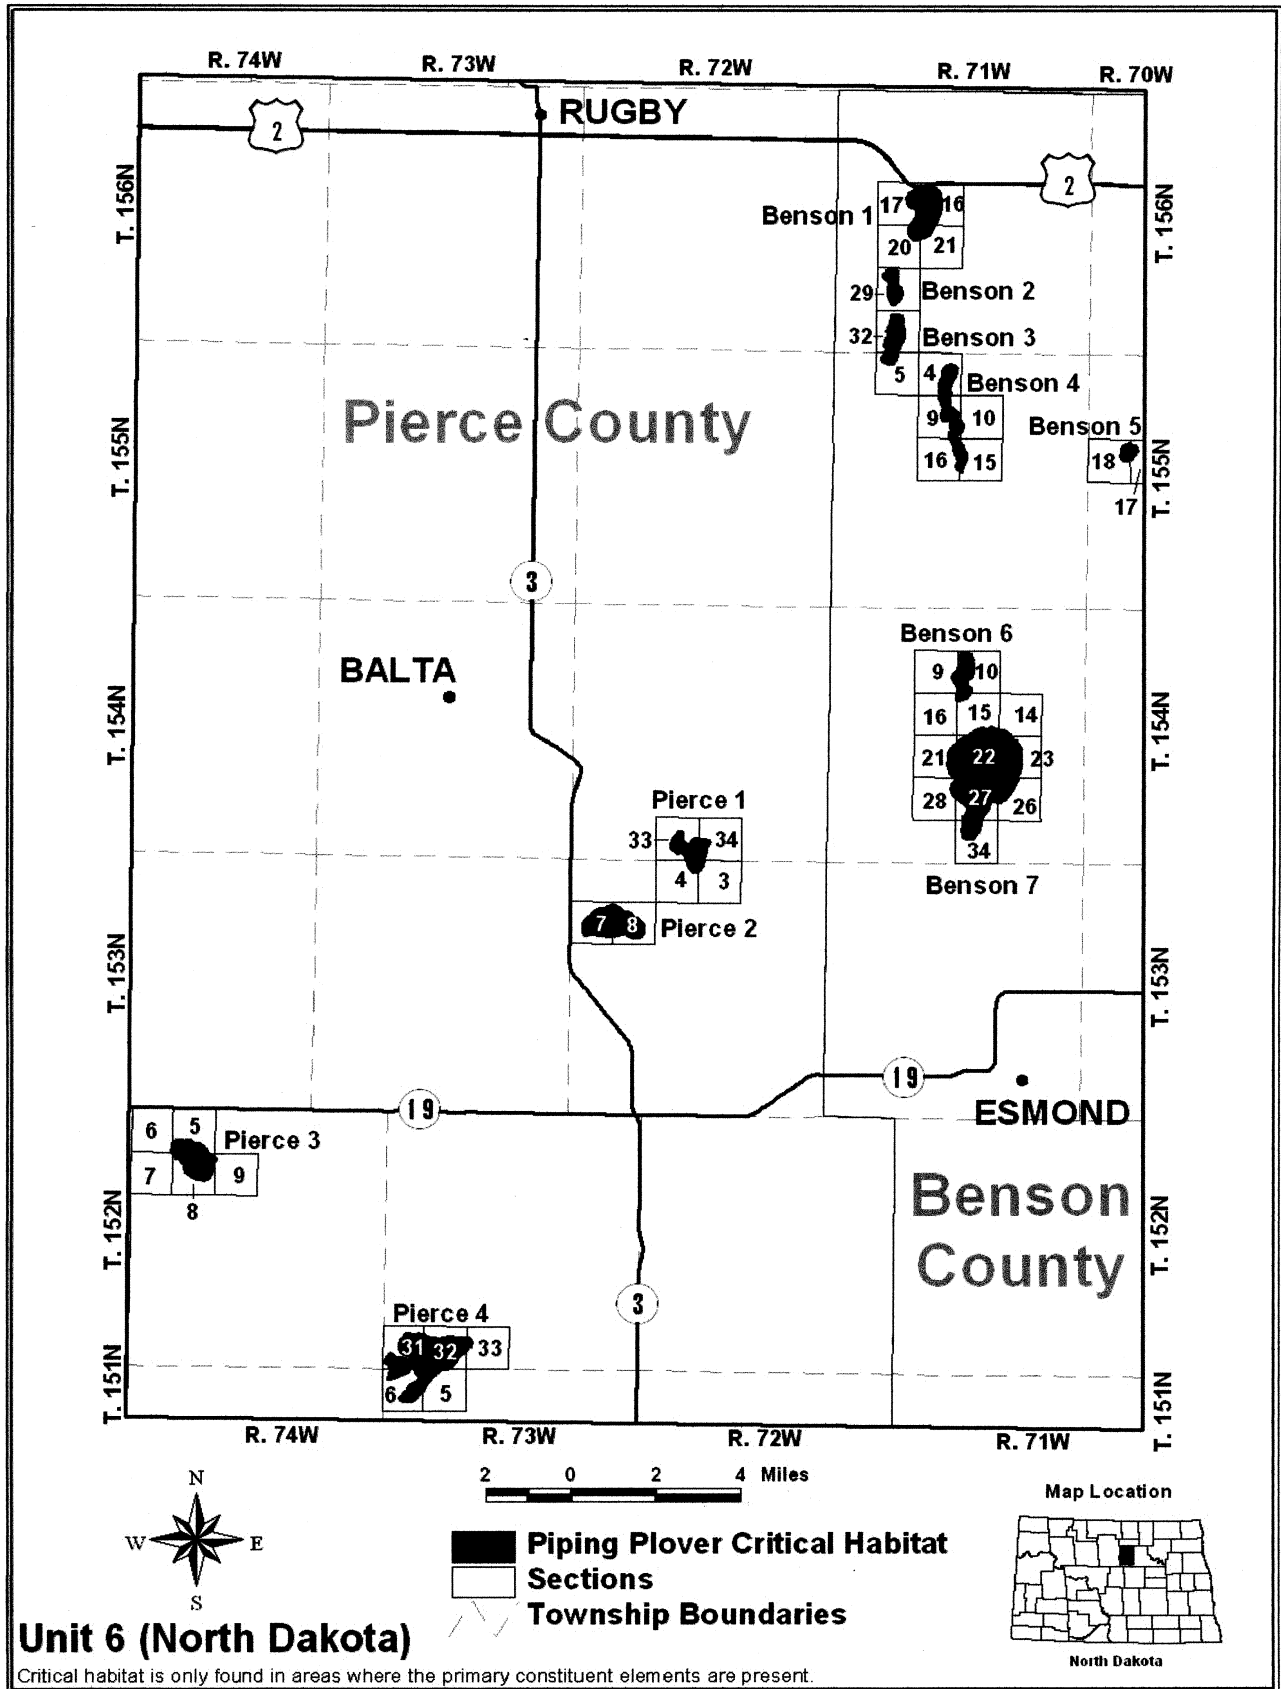 R. 74W R. 73W R. 72W R. 71W R. 70W
RUGBY
2
2
T. 156N
T. 156N
Benson 1
17 16
20 21
29 Benson 2
32 Benson 3
5 4 Benson 4
9 10
16 15
Benson 5
18
17
Pierce County
T. 155N
T. 155N
3
Benson 6
9 10
16 15 14
21 22 23
28 27 26
34
Benson 7
BALTA
T. 154N
T. 154N
Pierce 1
33 34
4 3
7 8 Pierce 2
T. 153N
T. 153N
19
19
ESMOND
6 5 Pierce 3
7 9
8
Benson
County
T. 152N
T. 152N
3
Pierce 4
31 32 33
6 5
T. 151N
T. 151N
R. 74W R. 73W R. 72W R. 71W
N
W E
S
2 0 2 4 Miles
Piping Plover Critical Habitat
Sections
Township Boundaries
Map Location
North Dakota
Unit 6 (North Dakota)
Critical habitat is only found in areas where the primary constituent elements are present.